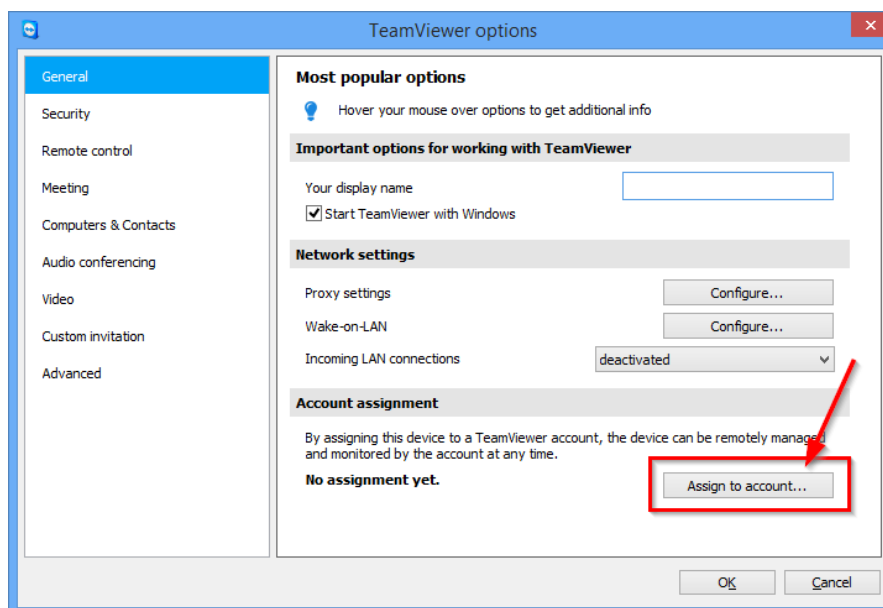 TeamViewer options
General
Security
Remote control
Meeting
Computers & Contacts
Audio conferencing
Video
Custom invitation
Advanced
Most popular options
Hover your mouse over options to get additional info
Important options for working with TeamViewer
Your display name
Start TeamViewer with Windows
Network settings
Proxy settings
Configure...
Wake-on-LAN
Configure...
Incoming LAN connections
deactivated
Account assignment
By assigning this device to a TeamViewer account, the device can be remotely managed
and monitored by the account at any time.
No assignment yet.
Assign to account...
OK
Cancel